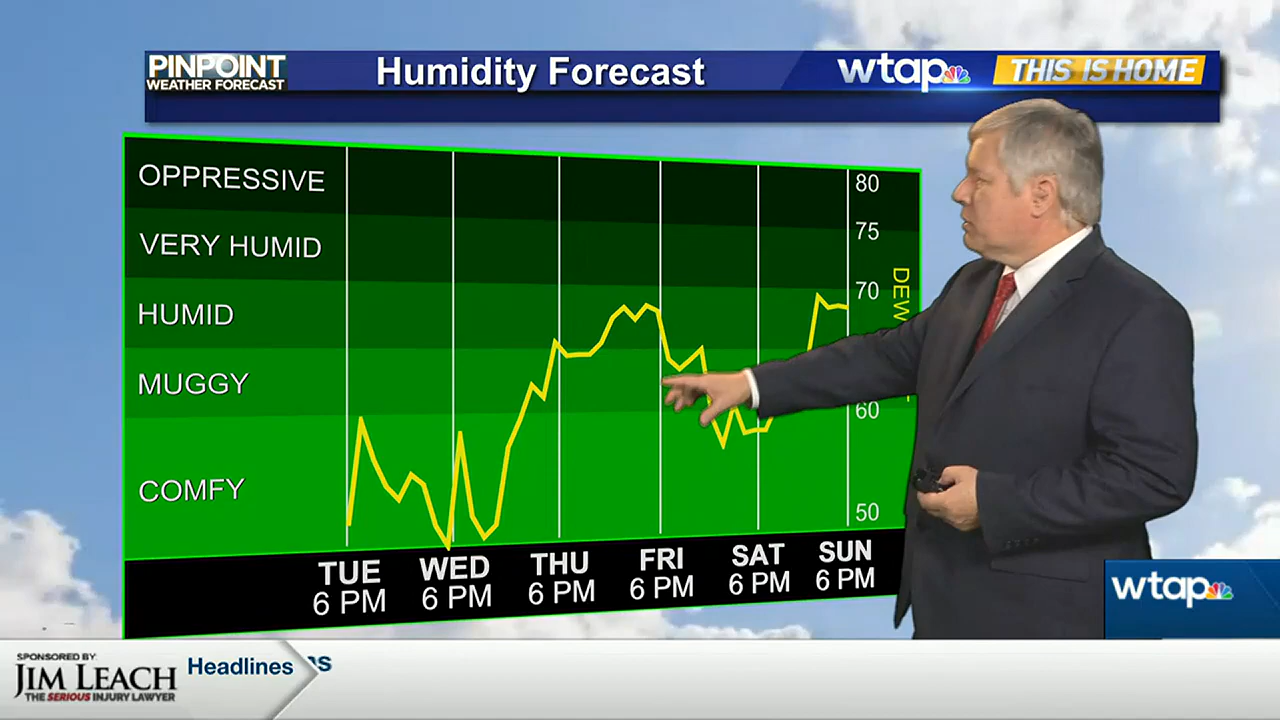 PINPOINT
WEATHER FORECAST
Humidity Forecast
wtap
THIS IS HOME
OPPRESSIVE
VERY HUMID
HUMID
MUGGY
COMFY
80
75
70
60
50
DEW
TUE
6 PM
WED
6 PM
THU
6 PM
FRI
6 PM
SAT
6 PM
SUN
6 PM
wtap
SPONSORED BY:
JIM LEACH
THE SERIOUS INJURY LAWYER
Headlines